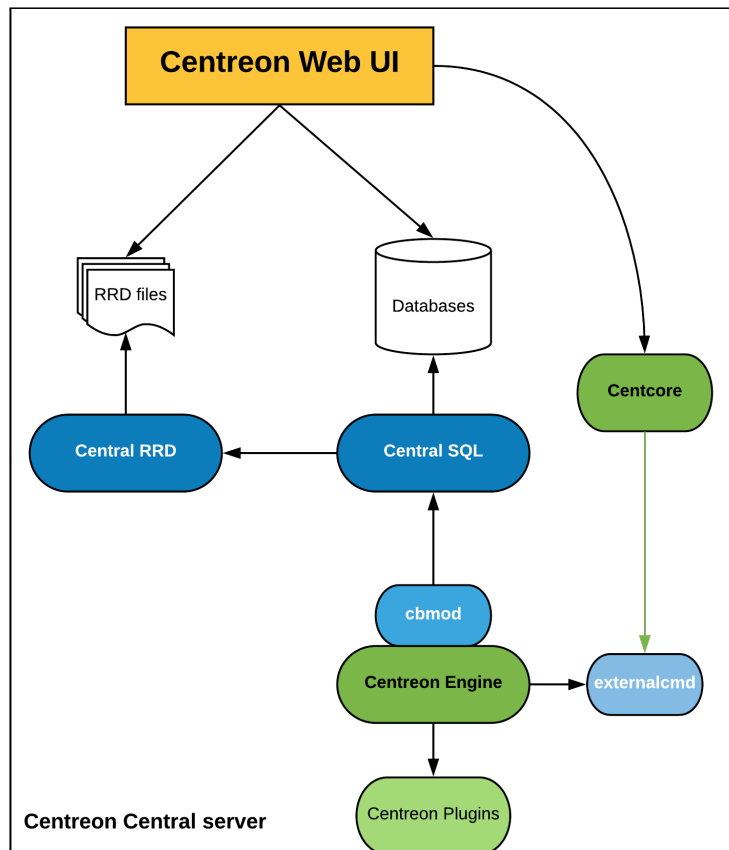 Centreon Web UI
RRD files
Databases
Centcore
Central RRD
Central SQL
cbmod
Centreon Engine
externalcmd
Centreon Plugins
Centreon Central server